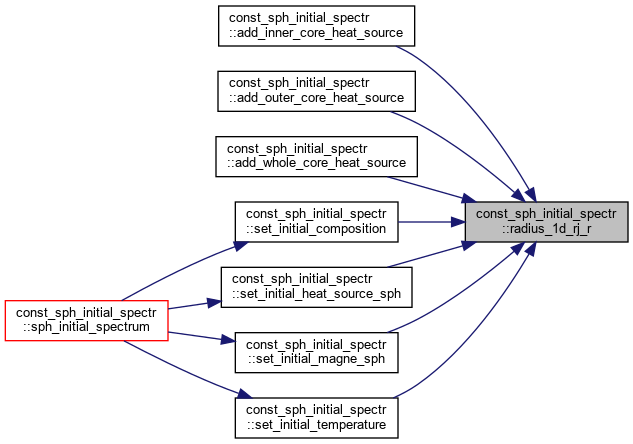 const_sph_initial_spectr
::add_inner_core_heat_source
const_sph_initial_spectr
::add_outer_core_heat_source
const_sph_initial_spectr
::add_whole_core_heat_source
const_sph_initial_spectr
::radius_1d_rj_r
const_sph_initial_spectr
::set_initial_composition
const_sph_initial_spectr
::set_initial_heat_source_sph
const_sph_initial_spectr
::sph_initial_spectrum
const_sph_initial_spectr
::set_initial_magne_sph
const_sph_initial_spectr
::set_initial_temperature